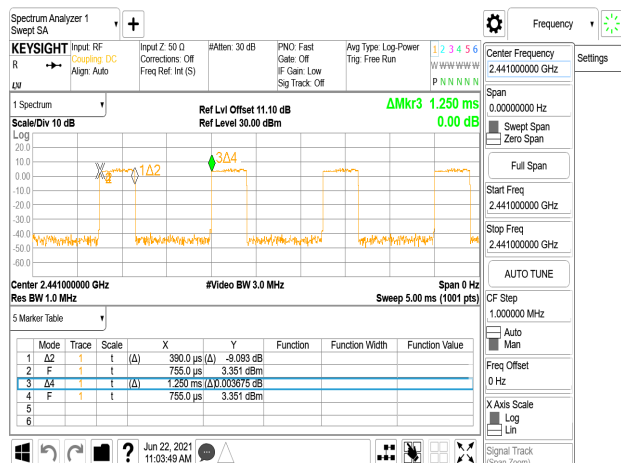 Spectrum Analyzer 1
Swept SA
Frequency
KEYSIGHT Input: RF Input Z: 50 Ω #Atten: 30 dB PNO: Fast Avg Type: Log-Power 1 2 3 4 5 6
R Coupling: DC Corrections: Off Gate: Off Trig: Free Run W W W W W W
Align: Auto Freq Ref: Int (S) IF Gain: Low
Sig Track: Off P N N N N N
LXI
1 Spectrum
Ref Lvl Offset 11.10 dB ΔMkr3 1.250 ms
Scale/Div 10 dB Ref Level 30.00 dBm 0.00 dB
Log
20.0
10.0
0.00
-10.0
-20.0
-30.0
-40.0
-50.0
-60.0
1Δ2
3Δ4
Center 2.441000000 GHz #Video BW 3.0 MHz Span 0 Hz
Res BW 1.0 MHz Sweep 5.00 ms (1001 pts)
5 Marker Table
Mode Trace Scale X Y Function Function Width Function Value
1 Δ2 1 t (Δ) 390.0 µs (Δ) -9.093 dB
2 F 1 t 755.0 µs 3.351 dBm
3 Δ4 1 t (Δ) 1.250 ms (Δ) 0.003675 dB
4 F 1 t 755.0 µs 3.351 dBm
5
6
?
Jun 22, 2021
11:03:49 AM
Center Frequency
2.441000000 GHz
Settings
Span
0.00000000 Hz
Swept Span
Zero Span
Full Span
Start Freq
2.441000000 GHz
Stop Freq
2.441000000 GHz
AUTO TUNE
CF Step
1.000000 MHz
Auto
Man
Freq Offset
0 Hz
X Axis Scale
Log
Lin
Signal Track
(Span Zoom)